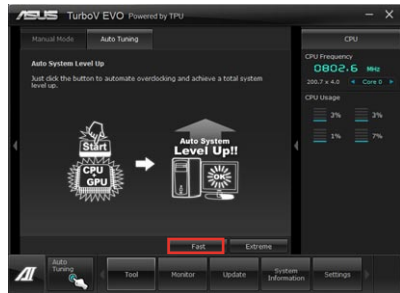 ASUS TurboV EVO Powered by TPU
Manual Mode
Auto Tuning
Auto System Level Up
Just click the button to automate overclocking and achieve a total system
level up.
Start
CPU
+
GPU
Auto System
Level Up!!
OK
Fast
Extreme
CPU
CPU Frequency
0802.6 MHz
200.7 x 4.0
Core 0
CPU Usage
3%
3%
1%
7%
AI
Auto
Tuning
Tool
Monitor
Update
System
Information
Settings